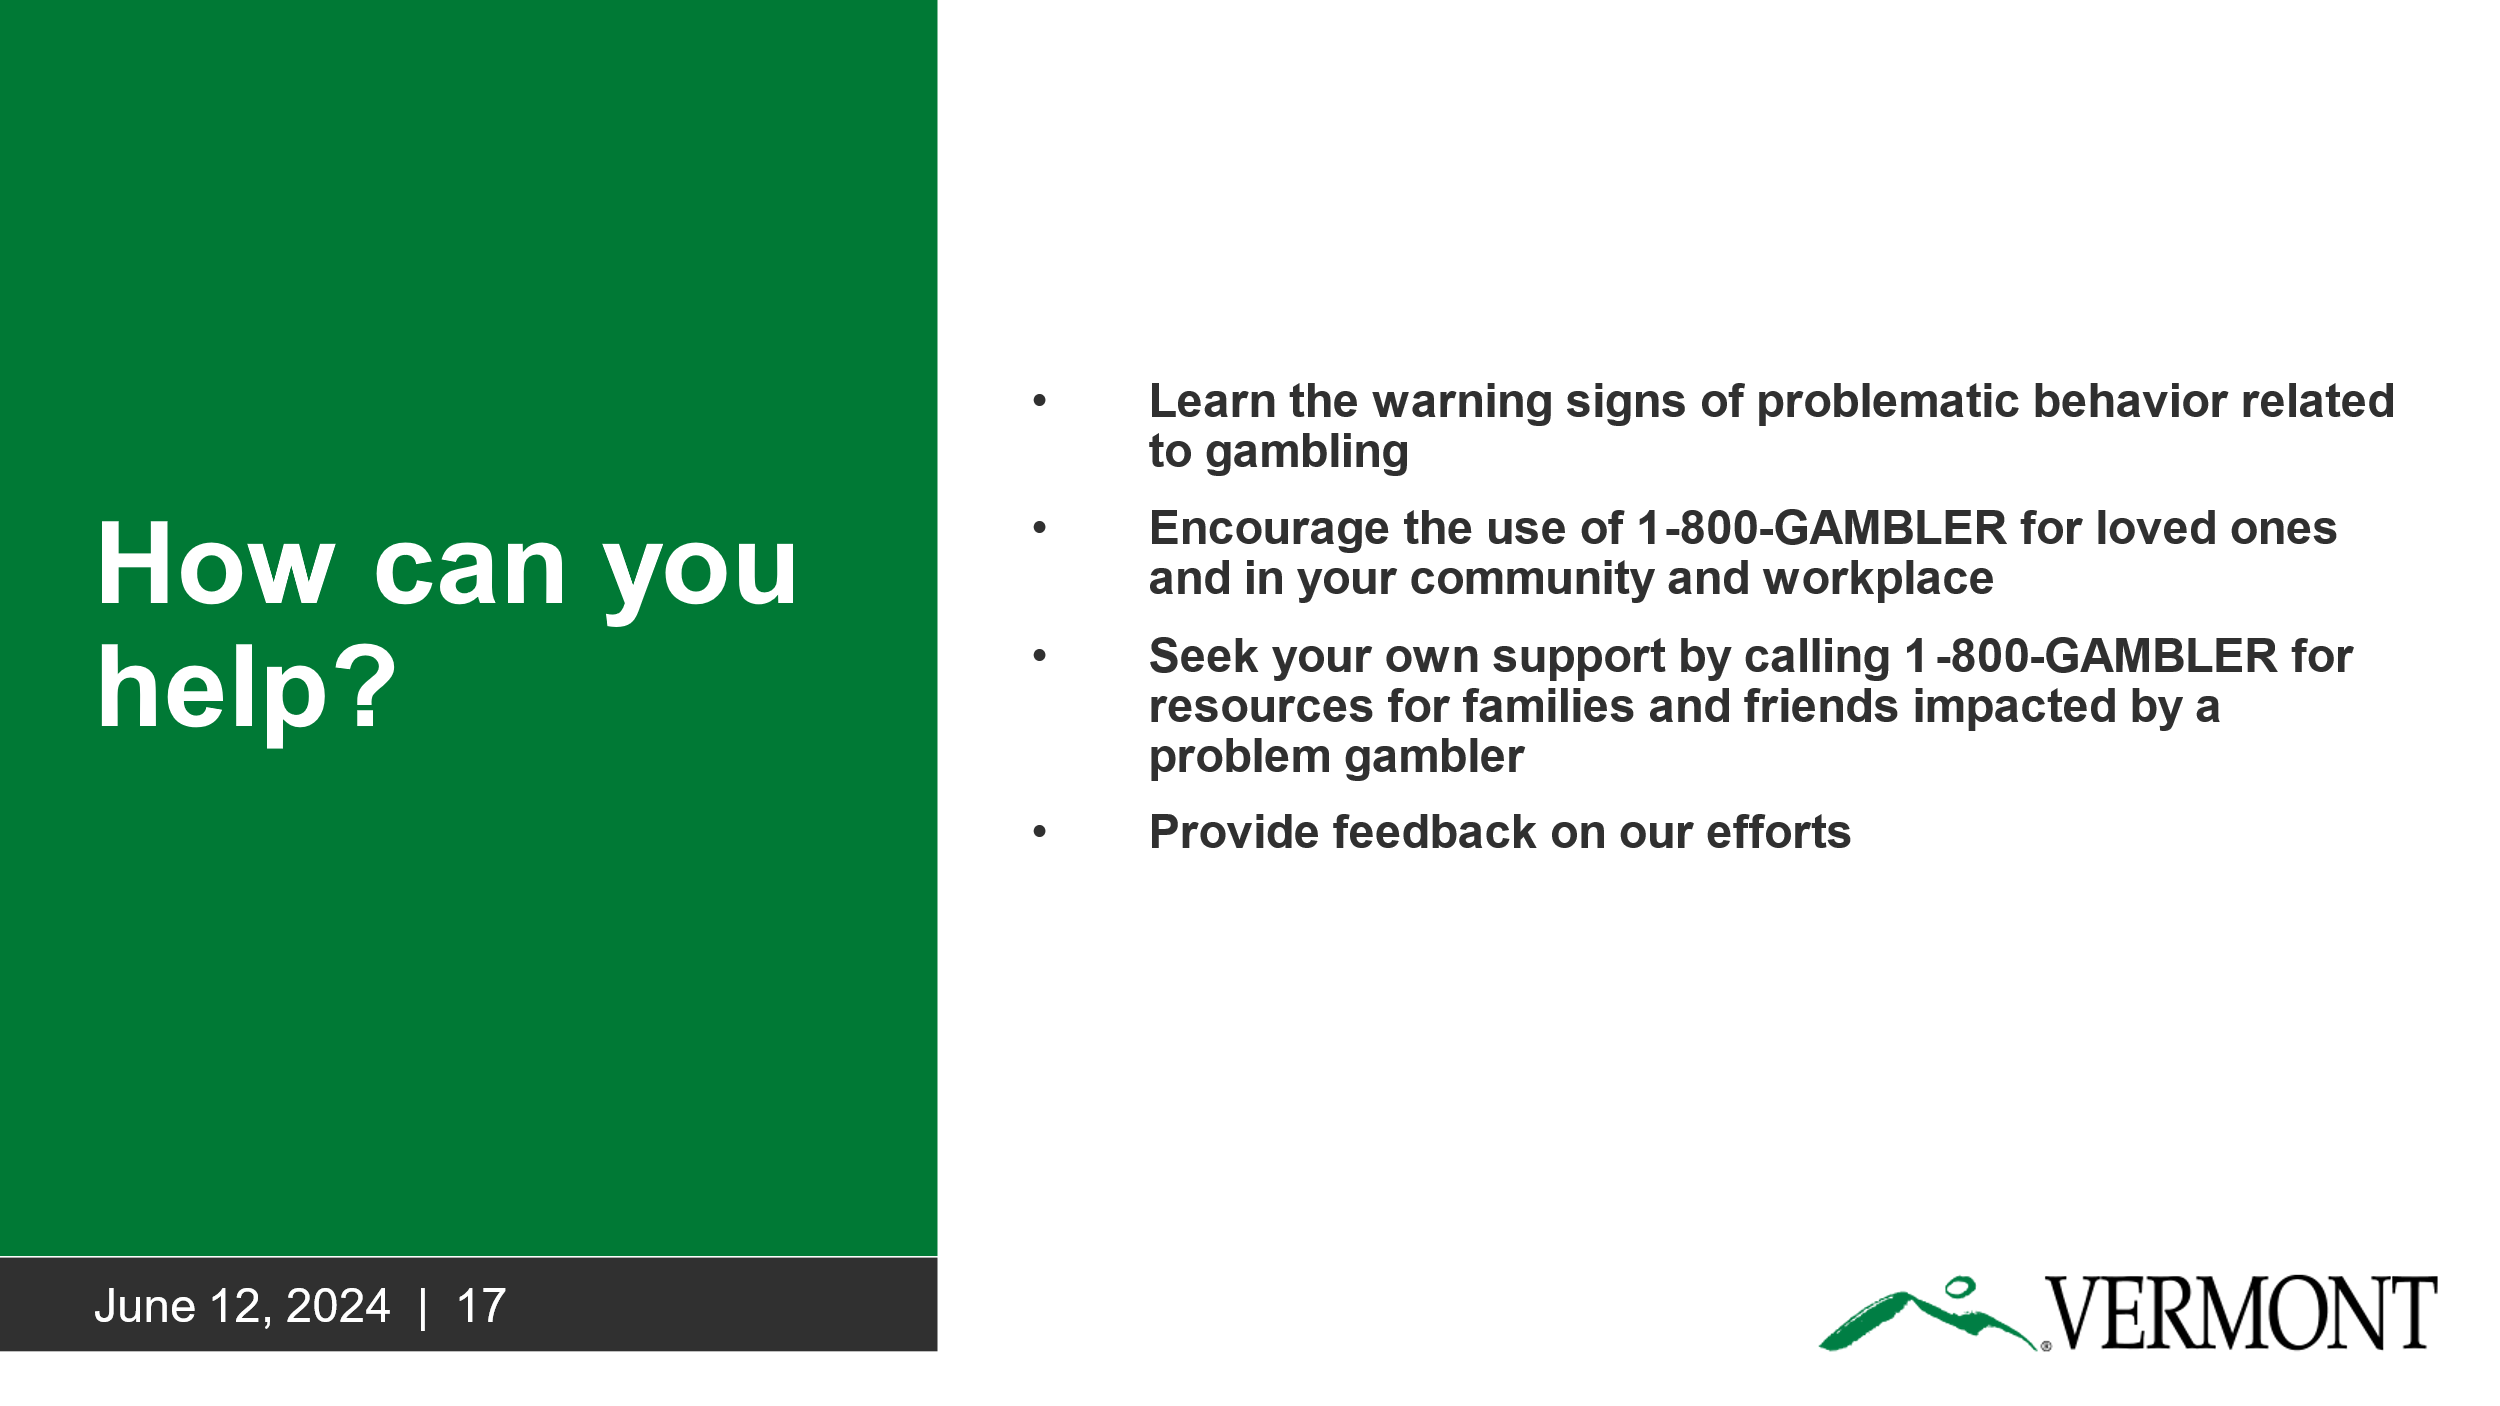 How can you
help?
• Learn the warning signs of problematic behavior related
to gambling
• Encourage the use of 1-800-GAMBLER for loved ones
and in your community and workplace
• Seek your own support by calling 1-800-GAMBLER for
resources for families and friends impacted by a
problem gambler
• Provide feedback on our efforts
June 12, 2024 | 17
® VERMONT